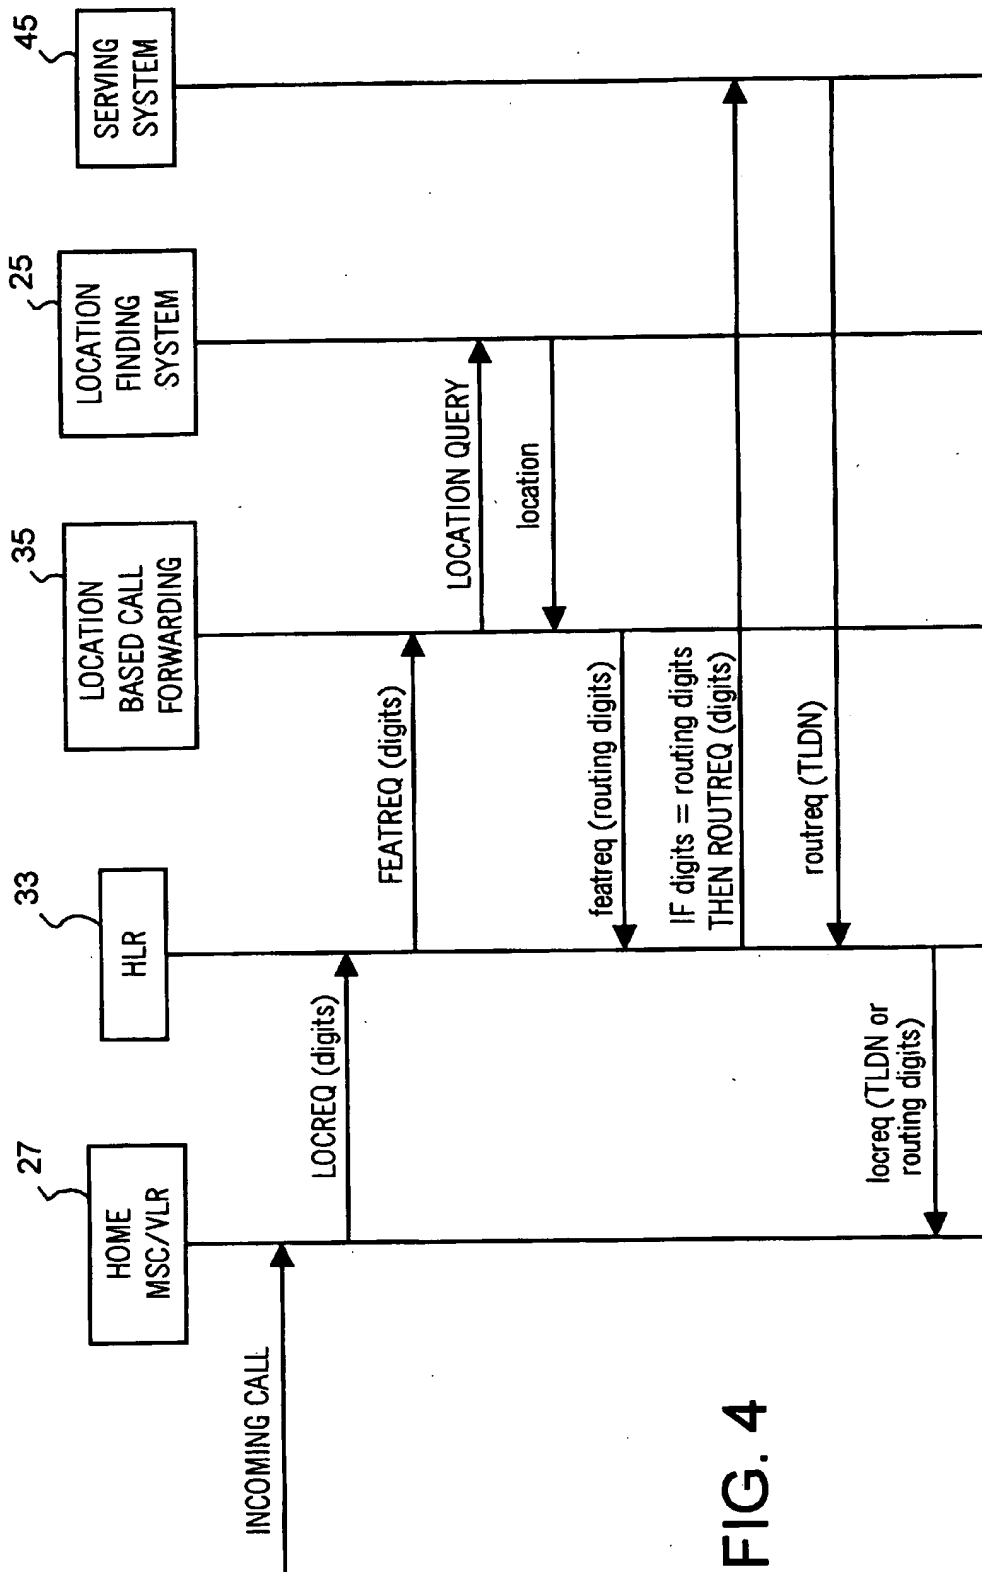 27
HOME
MSC/VLR
33
HLR
35
LOCATION
BASED CALL
FORWARDING
25
LOCATION
FINDING
SYSTEM
45
SERVING
SYSTEM
INCOMING CALL
LOCREQ (digits)
FEATREQ (digits)
LOCATION QUERY
location
featreq (routing digits)
IF digits = routing digits
THEN ROUTREQ (digits)
routreq (TLDN)
locreq (TLDN or
routing digits)
FIG. 4